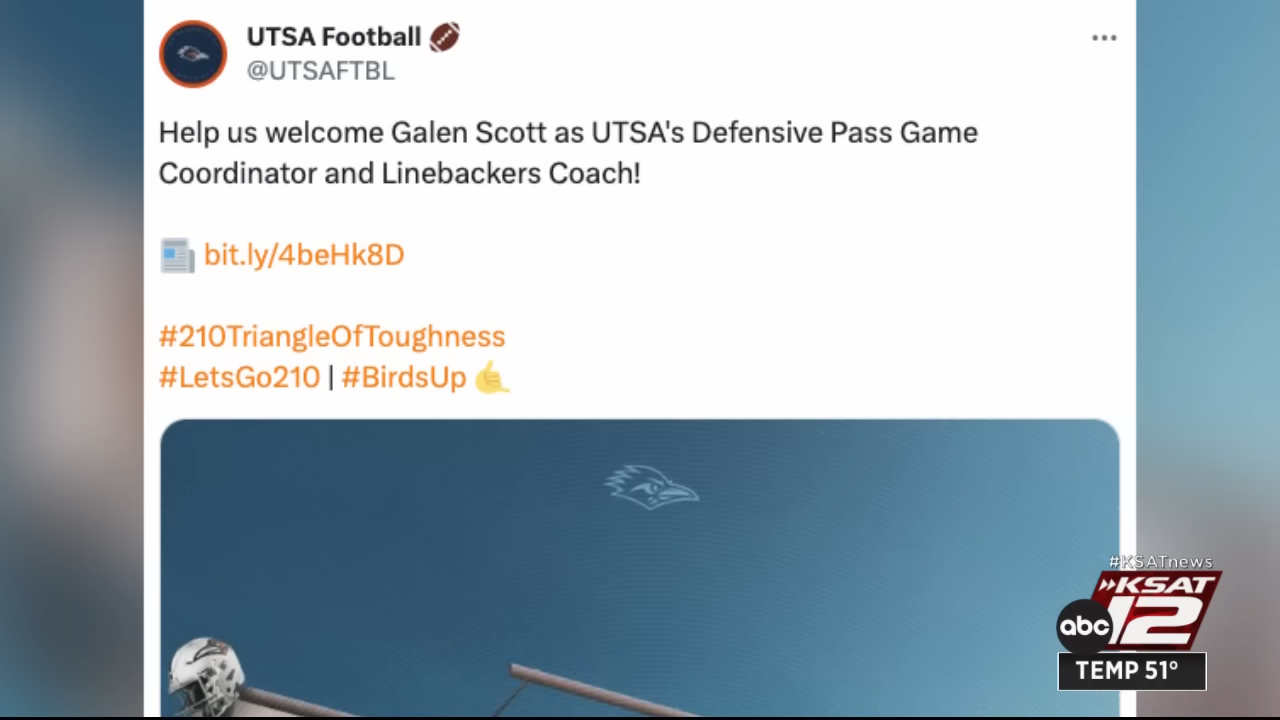 UTSA Football 🏈
@UTSAFTBL
Help us welcome Galen Scott as UTSA's Defensive Pass Game
Coordinator and Linebackers Coach!
bit.ly/4beHk8D
#210TriangleOfToughness
#LetsGo210 | #BirdsUp 🤙
#KSATnews
KSAT
abc 12
TEMP 51°